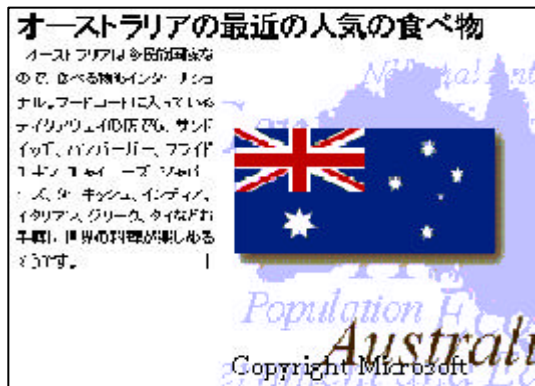 オーストラリアの最近の人気の食べ物
オーストラリアは多民族国家な
ので、食べる物もインターナショ
ナル。フードコートに入っている
テイクアウェイの店でも、サンド
イッチ、ハンバーガー、フライド
チキン、チャイニーズ、ジャパニ
ーズ、ターキッシュ、インディアン、
イタリアン、グリーク、タイなどお
手軽に世界の料理が楽しめる
そうです。
National Ant
Population
Australi
Copyright Microsoft